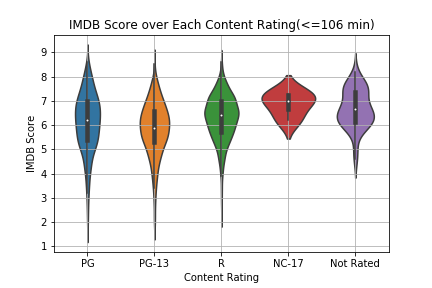 IMDB Score over Each Content Rating(<=106 min)
9
8
7
6
5
4
3
2
1
IMDB Score
PG
PG-13
R
NC-17
Not Rated
Content Rating